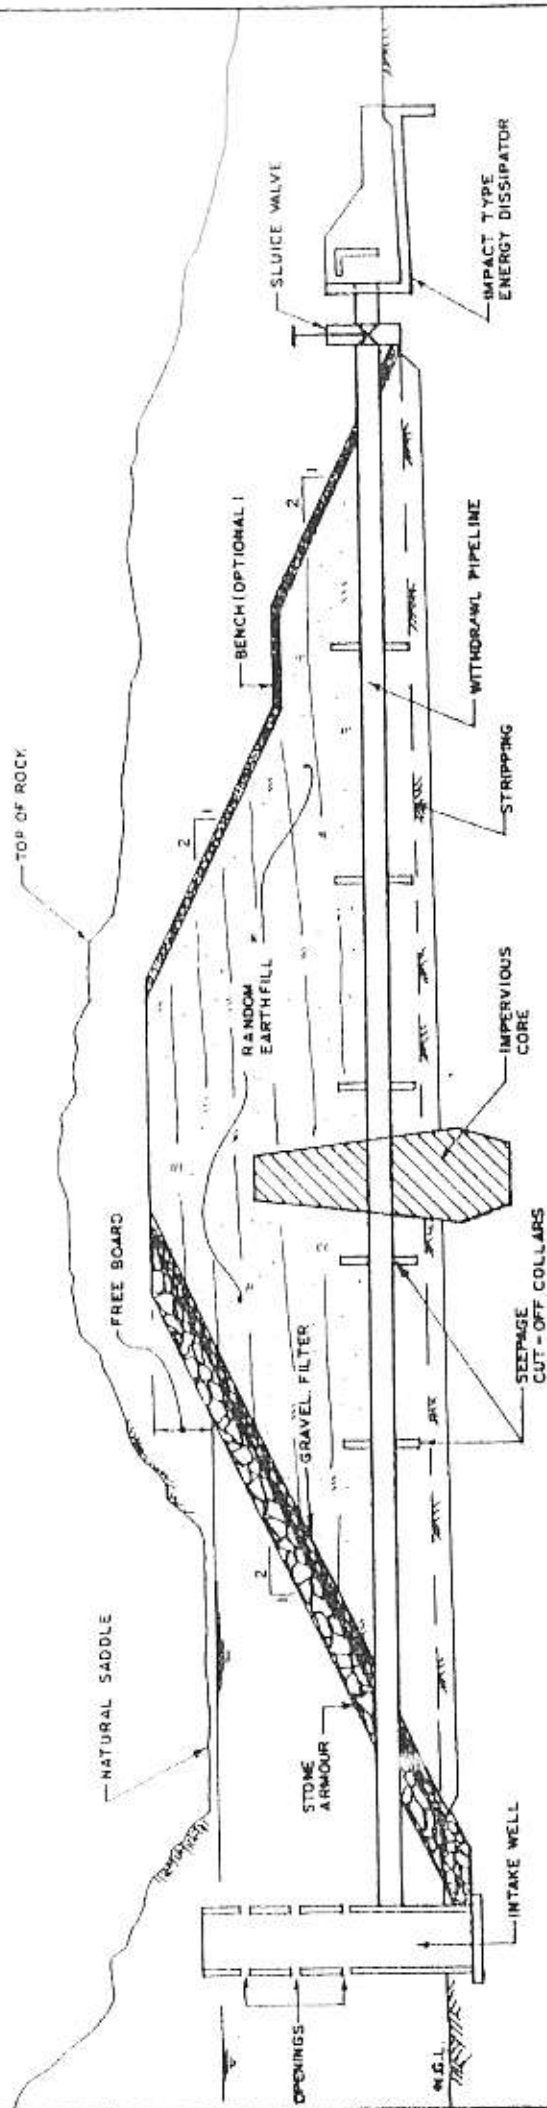 TOP OF ROCK
NATURAL SADDLE
FREE BOARD
SLUICE VALVE
BENCH (OPTIONAL)
2
1
2
1
RANDOM
EARTHFILL
GRAVEL FILTER
2
1
STONE
ARMOUR
OPENINGS
N.G.L.
INTAKE WELL
SEEPAGE
CUT-OFF COLLARS
IMPERVIOUS
CORE
STRIPPING
WITHDRAWL PIPELINE
IMPACT TYPE
ENERGY DISSIPATOR